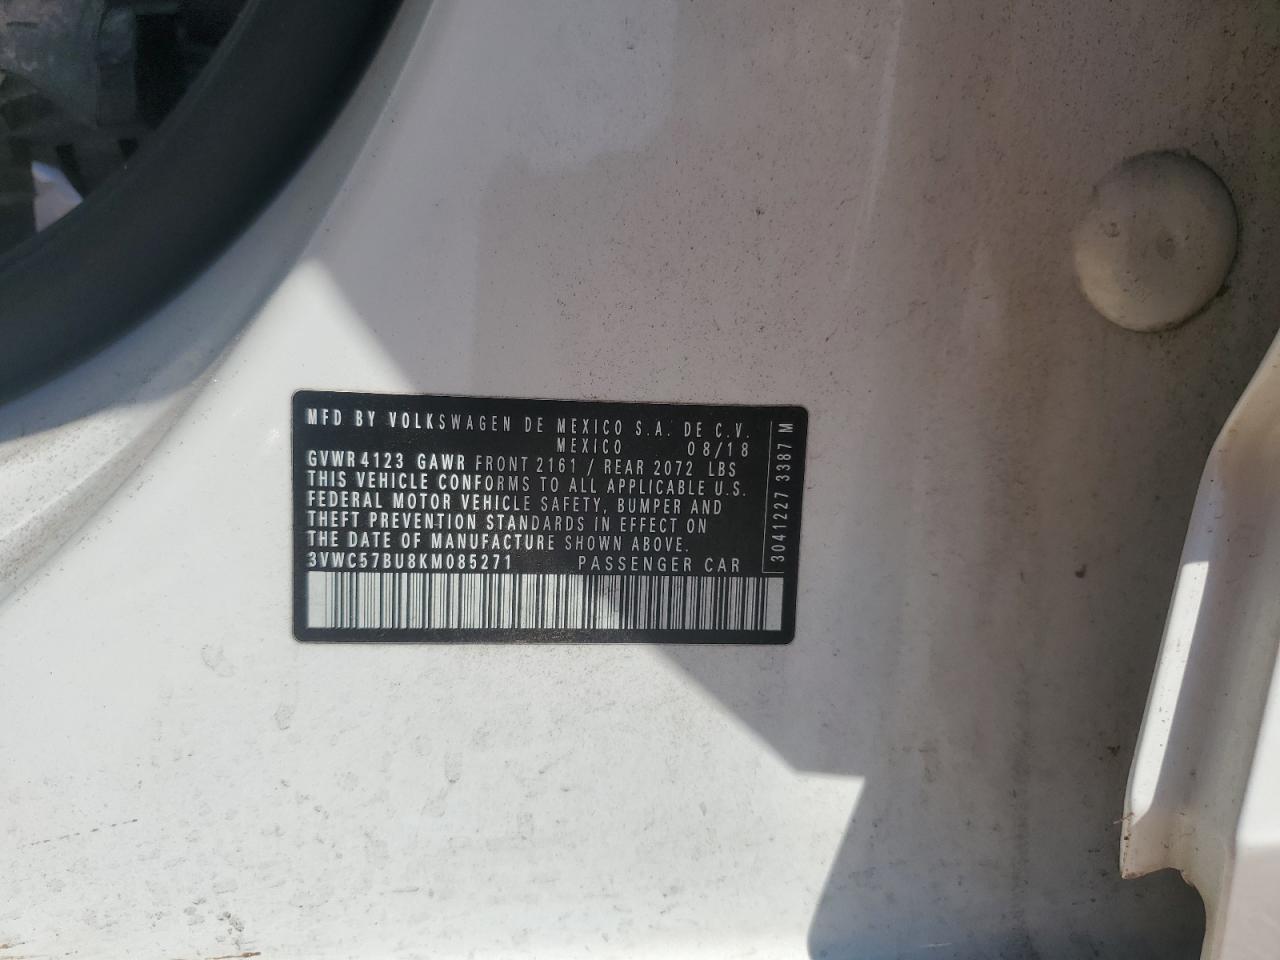 MFD BY VOLKSWAGEN DE MEXICO S.A. DE C.V.
MEXICO 08/18
GVWR 4123 GAWR FRONT 2161 / REAR 2072 LBS
THIS VEHICLE CONFORMS TO ALL APPLICABLE U.S.
FEDERAL MOTOR VEHICLE SAFETY, BUMPER AND
THEFT PREVENTION STANDARDS IN EFFECT ON
THE DATE OF MANUFACTURE SHOWN ABOVE.
3VWC57BU8KM085271 PASSENGER CAR
3041227 3387 M